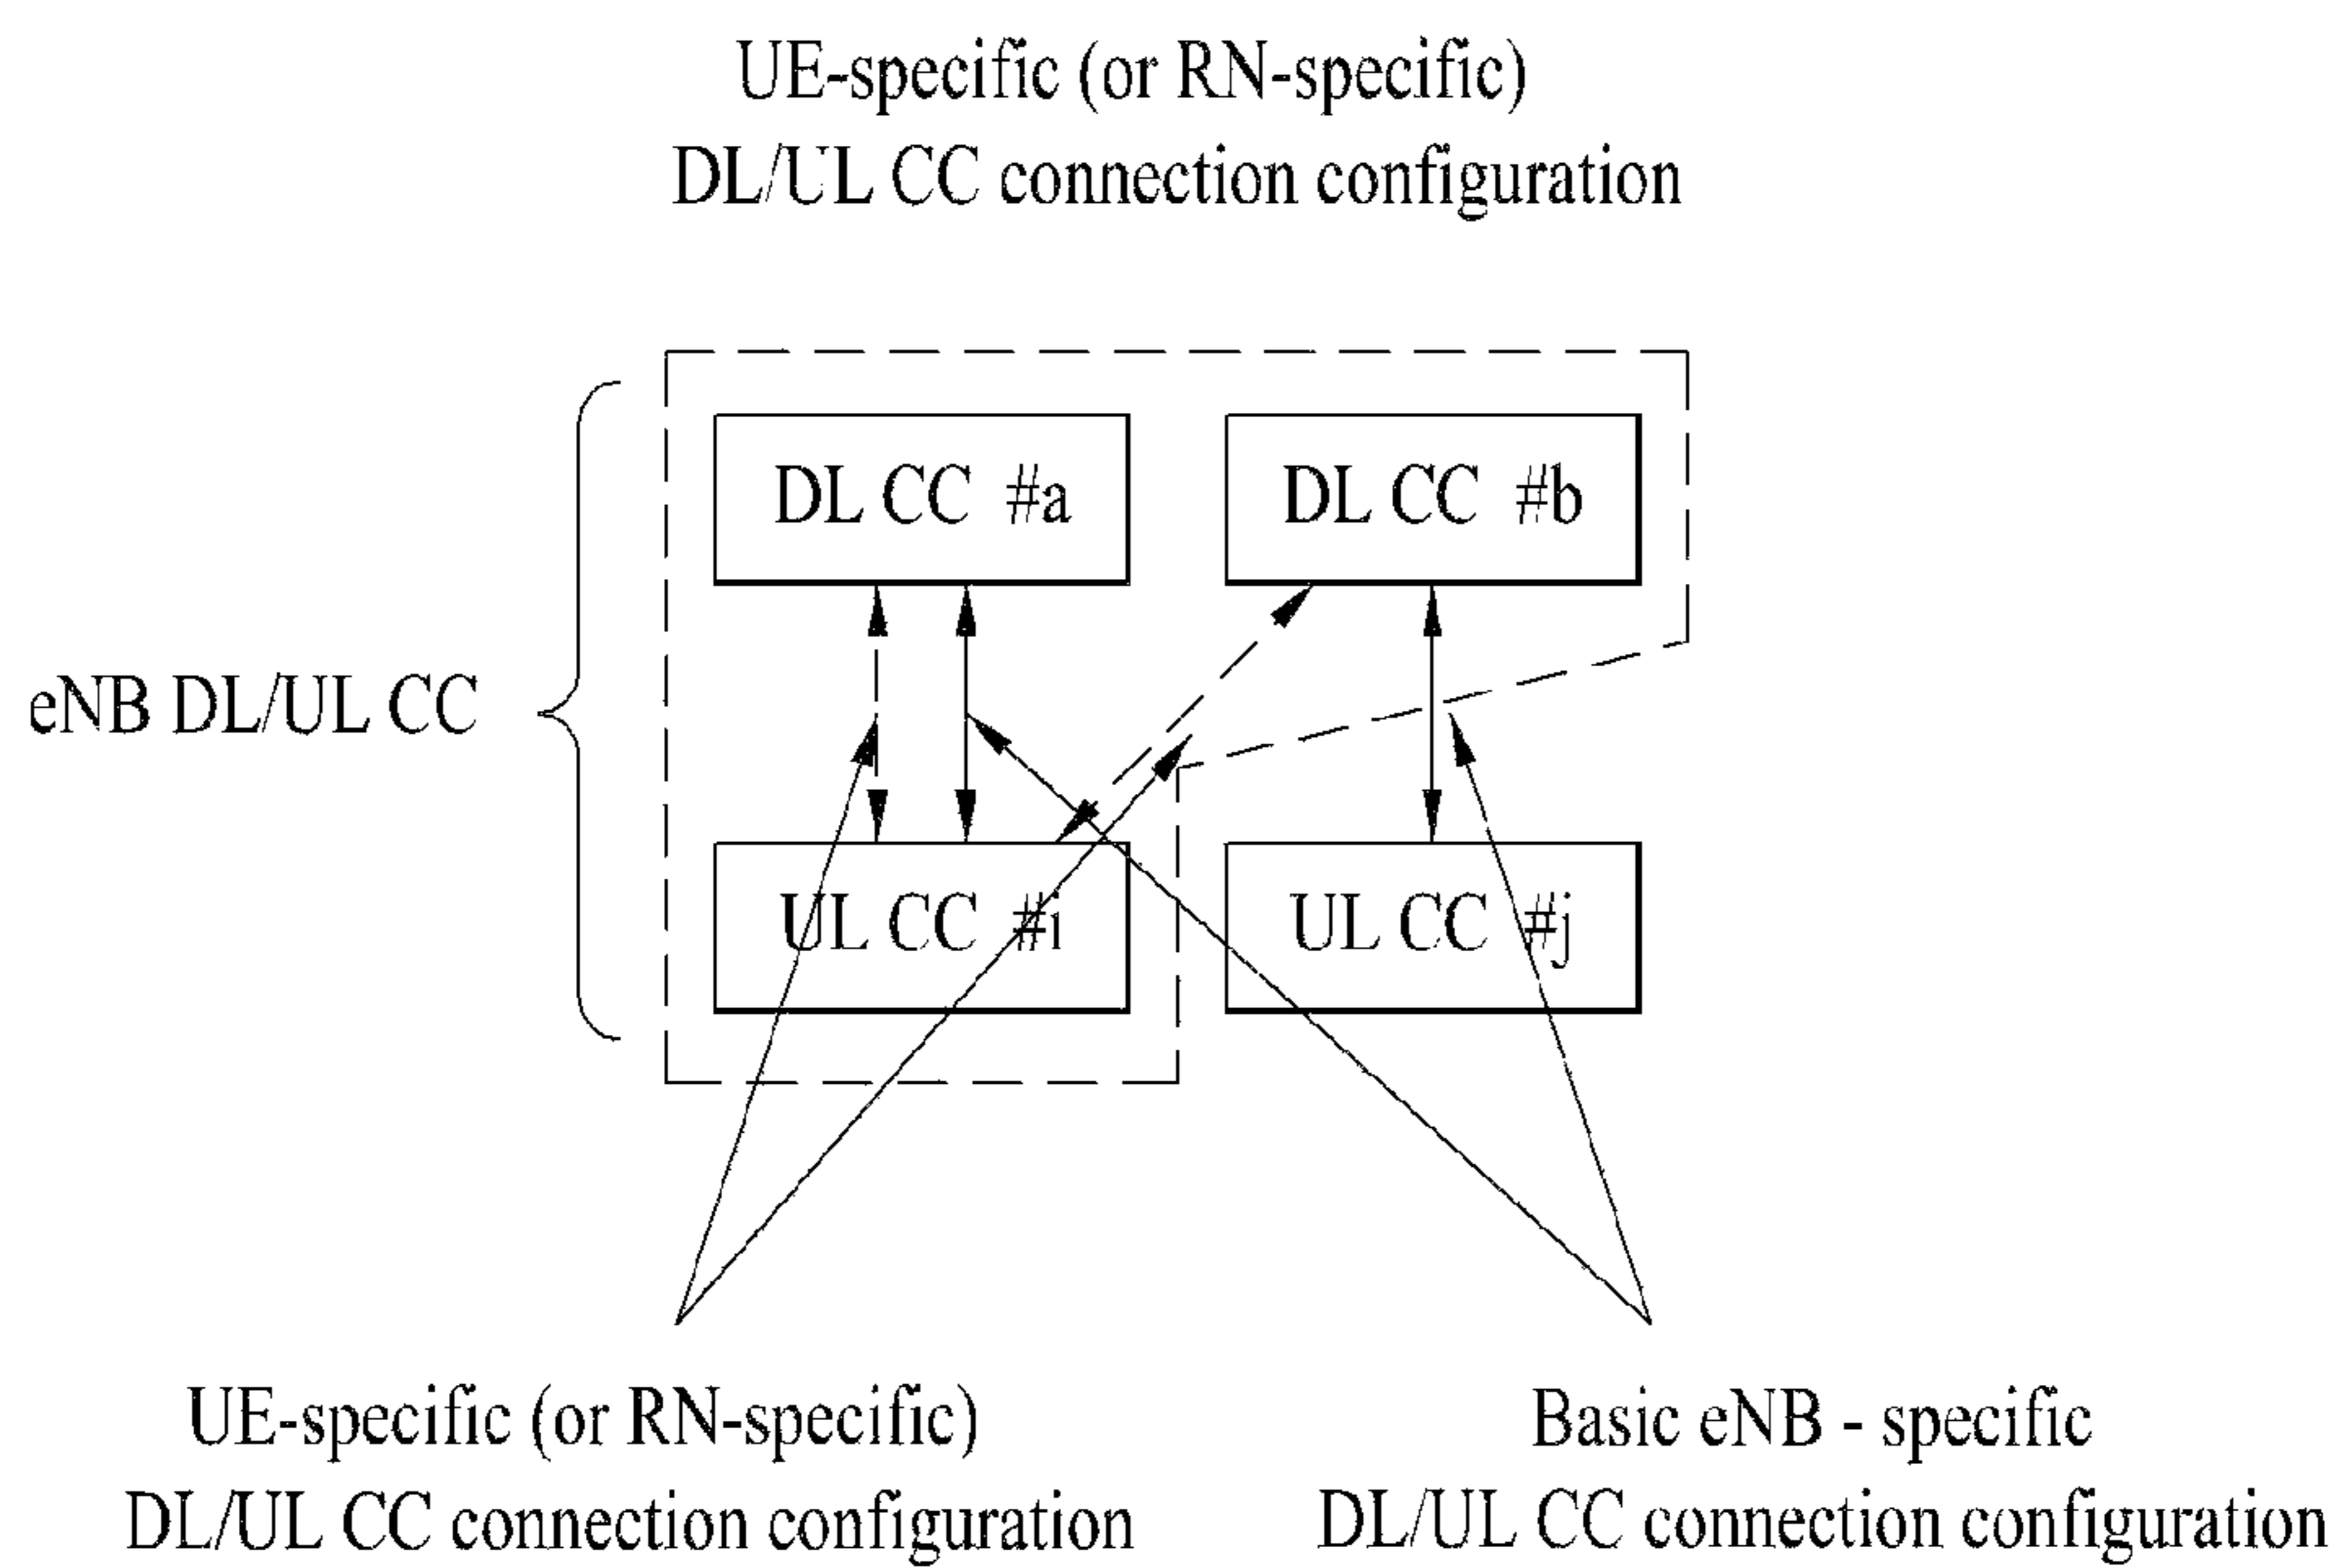 UE-specific (or RN-specific)
DL/UL CC connection configuration
DL CC #a
DL CC #b
eNB DL/UL CC
UL CC #i
UL CC #j
UE-specific (or RN-specific)
DL/UL CC connection configuration
Basic eNB - specific
DL/UL CC connection configuration